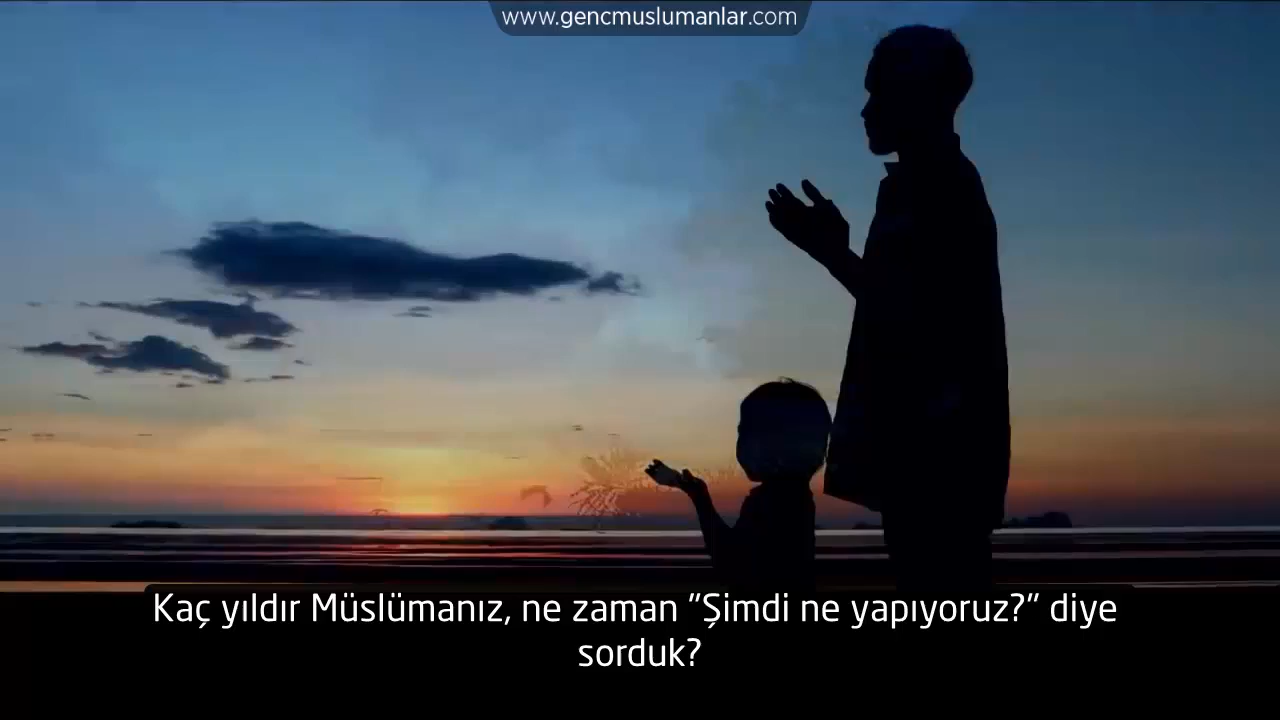 www.gencmuslumanlar.com
Kaç yıldır Müslümanız, ne zaman "Şimdi ne yapıyoruz?" diye
sorduk?